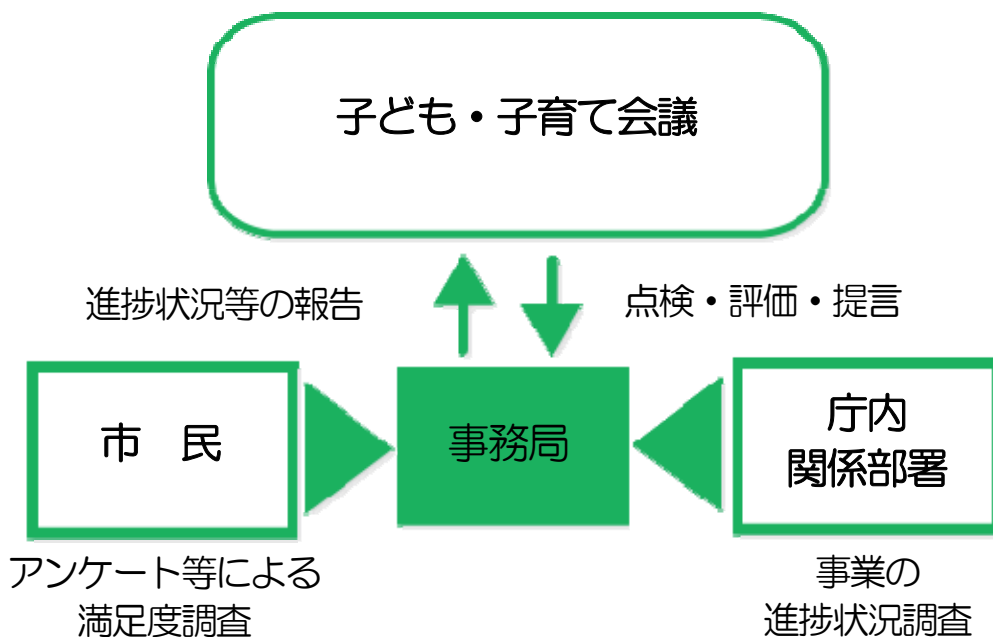 子ども・子育て会議
進捗状況等の報告
点検・評価・提言
市　民
事務局
庁内
関係部署
アンケート等による
満足度調査
事業の
進捗状況調査